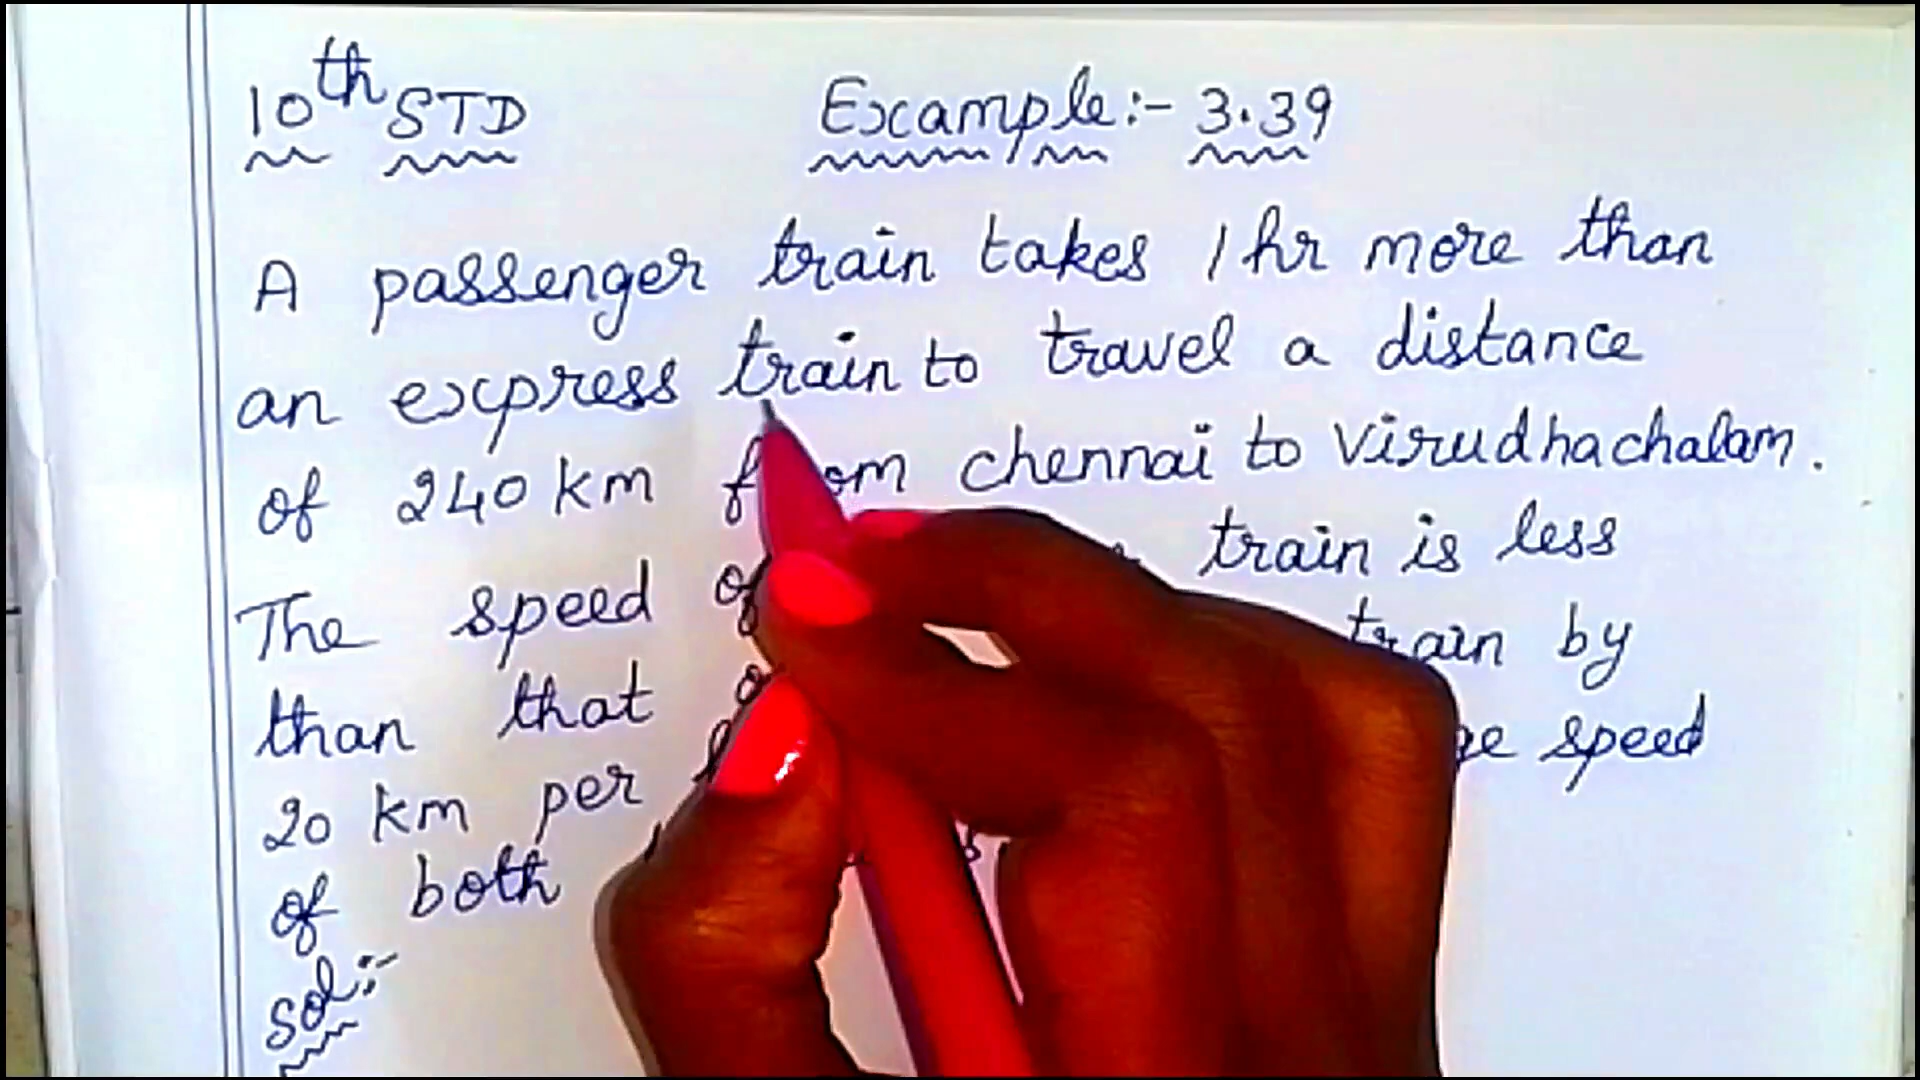 10th STD Example:- 3.39
A passenger train takes 1 hr more than
an express train to travel a distance
of 240 km from chennai to Virudhachalam.
The speed of train is less
than that train by
20 km per speed
of both
Sol:-